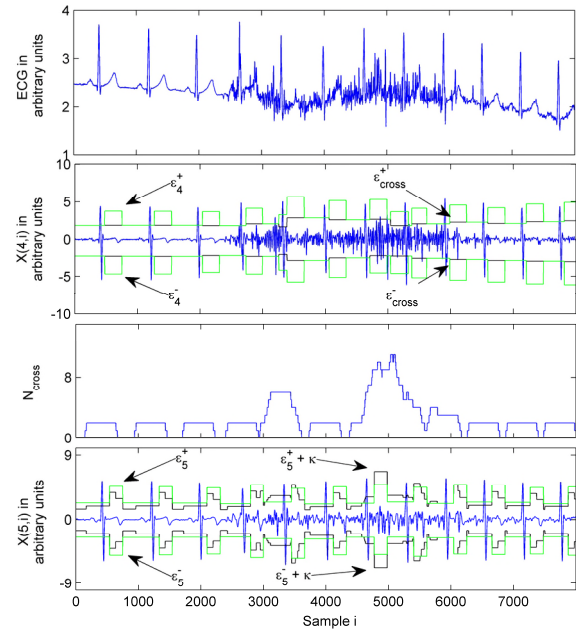 ECG in
arbitrary units
4
3
2
1
X(4,i) in
arbitrary units
10
5
0
-5
-10
ε4+
ε4-
ε+cross
ε-cross
Ncross
8
0
X(5,i) in
arbitrary units
9
0
-9
ε5+
ε5-
ε5+ + κ
ε5- + κ
0 1000 2000 3000 4000 5000 6000 7000
Sample i